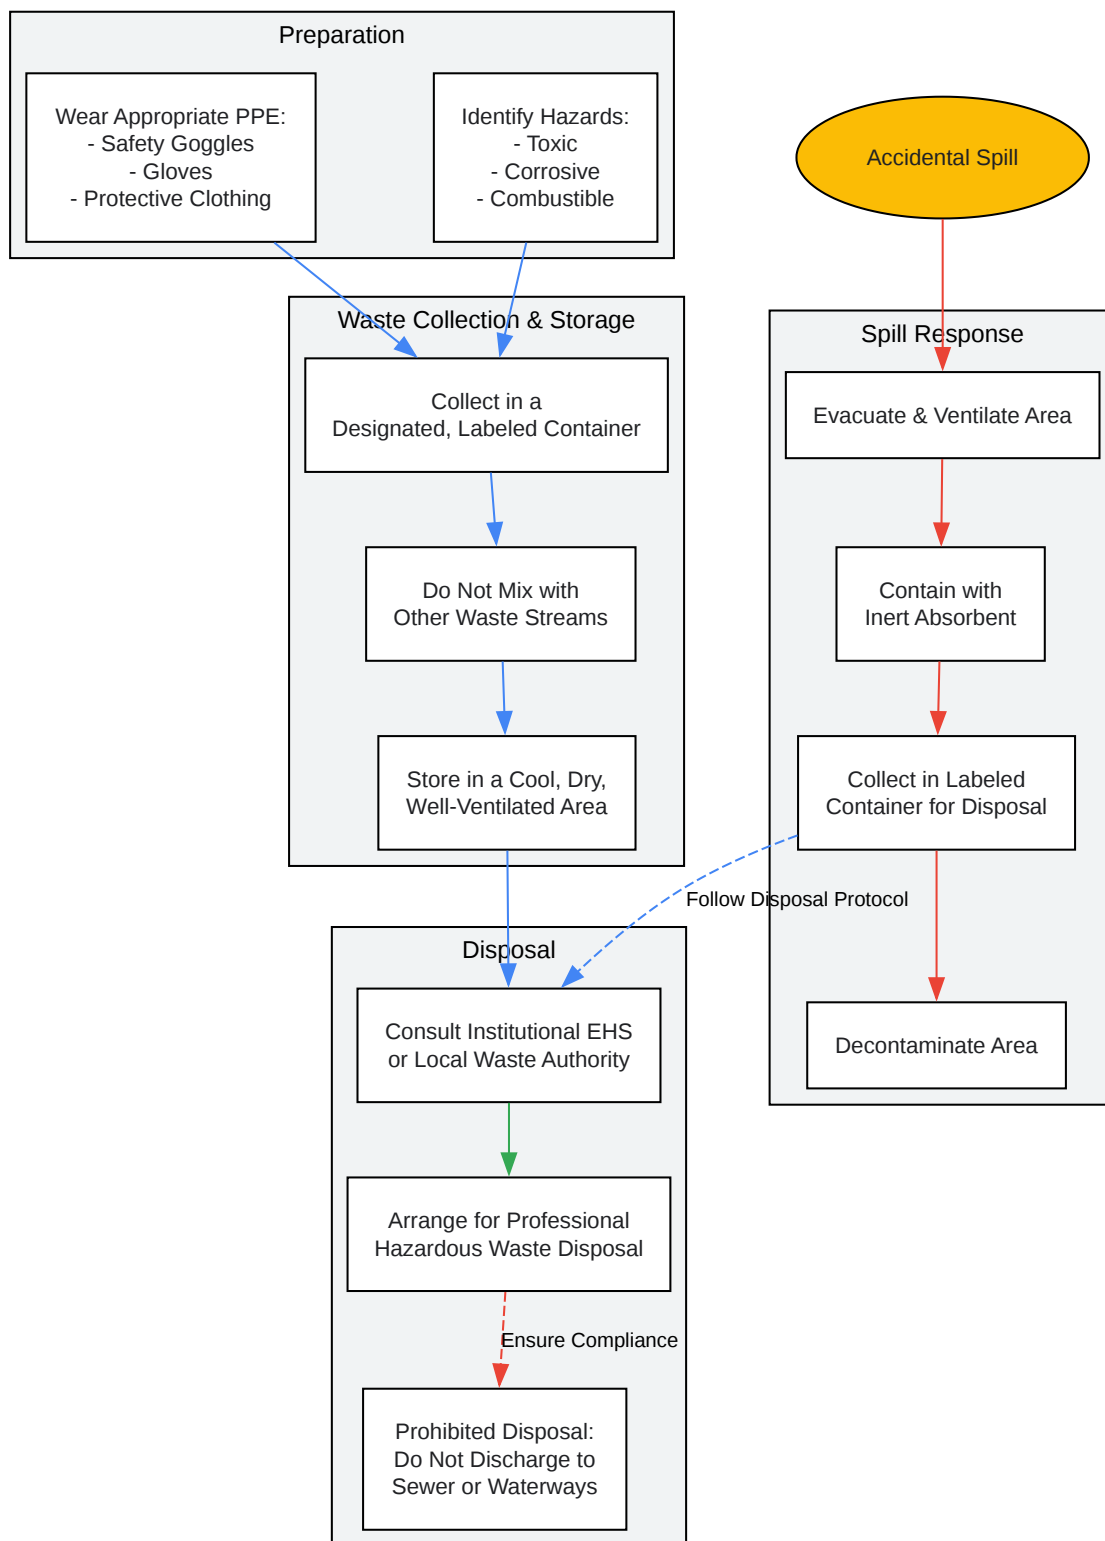 Preparation
Wear Appropriate PPE:
- Safety Goggles
- Gloves
- Protective Clothing
Identify Hazards:
- Toxic
- Corrosive
- Combustible
Accidental Spill
Waste Collection & Storage
Collect in a
Designated, Labeled Container
Do Not Mix with
Other Waste Streams
Store in a Cool, Dry,
Well-Ventilated Area
Spill Response
Evacuate & Ventilate Area
Contain with
Inert Absorbent
Collect in Labeled
Container for Disposal
Follow Disposal Protocol
Decontaminate Area
Disposal
Consult Institutional EHS
or Local Waste Authority
Arrange for Professional
Hazardous Waste Disposal
Ensure Compliance
Prohibited Disposal:
Do Not Discharge to
Sewer or Waterways